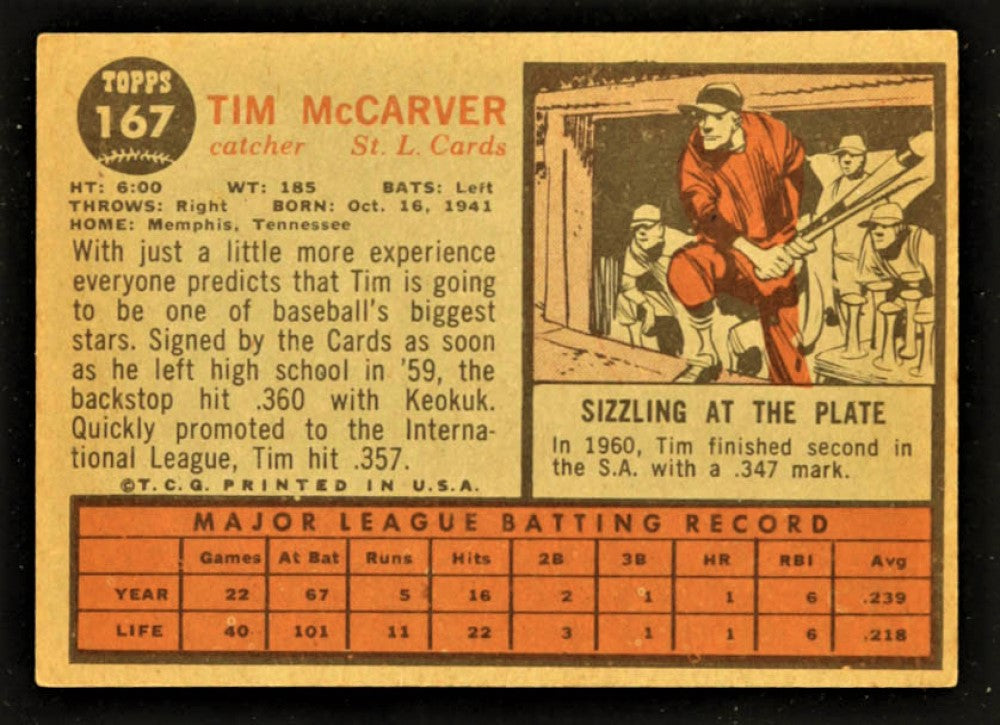 TOPPS
167
TIM McCARVER
catcher St. L. Cards
HT: 6:00 WT: 185 BATS: Left
THROWS: Right BORN: Oct. 16, 1941
HOME: Memphis, Tennessee
With just a little more experience
everyone predicts that Tim is going
to be one of baseball's biggest
stars. Signed by the Cards as soon
as he left high school in '59, the
backstop hit .360 with Keokuk.
Quickly promoted to the Interna-
tional League, Tim hit .357.
©T.C.G. PRINTED IN U.S.A.
SIZZLING AT THE PLATE
In 1960, Tim finished second in
the S.A. with a .347 mark.
MAJOR LEAGUE BATTING RECORD
Games At Bat Runs Hits 2B 3B HR RBI Avg
YEAR 22 67 5 16 2 1 1 6 .239
LIFE 40 101 11 22 3 1 1 6 .218